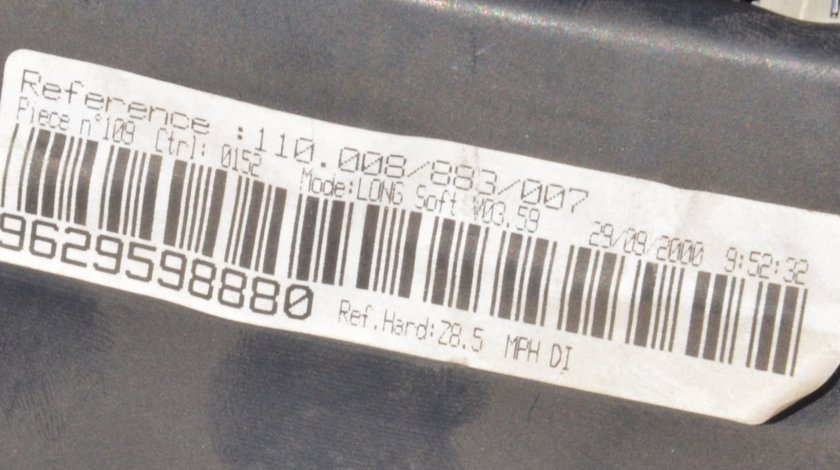 Reference :110.008/883/007
Piece n°109 Ctrl: 0152 Mode:LONG Soft V03.59 29/09/2000 9:52:32
9629598880 Ref.Hard:Z8.5 MPH DI